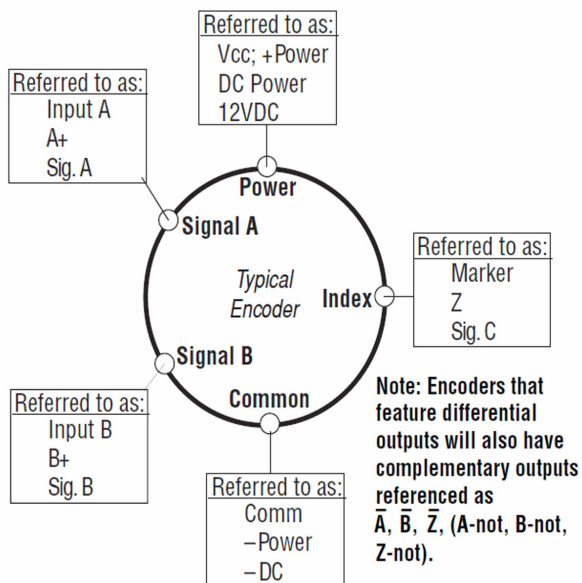 Referred to as:
Vcc; +Power
DC Power
12VDC
Referred to as:
Input A
A+
Sig. A
Power
Signal A
Typical
Encoder
Index
Referred to as:
Marker
Z
Sig. C
Signal B
Common
Referred to as:
Input B
B+
Sig. B
Referred to as:
Comm
–Power
–DC
Note: Encoders that
feature differential
outputs will also have
complementary outputs
referenced as
A̅, B̅, Z̅, (A-not, B-not,
Z-not).